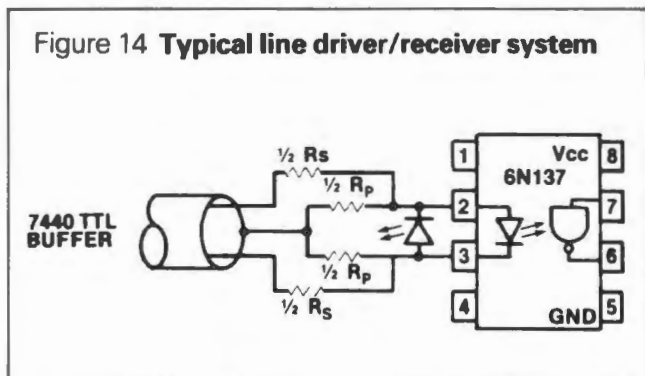 Figure 14 Typical line driver/receiver system
½ Rs
½ Rp
7440 TTL
BUFFER
½ Rp
½ RS
1
2
3
4
Vcc
6N137
GND
8
7
6
5